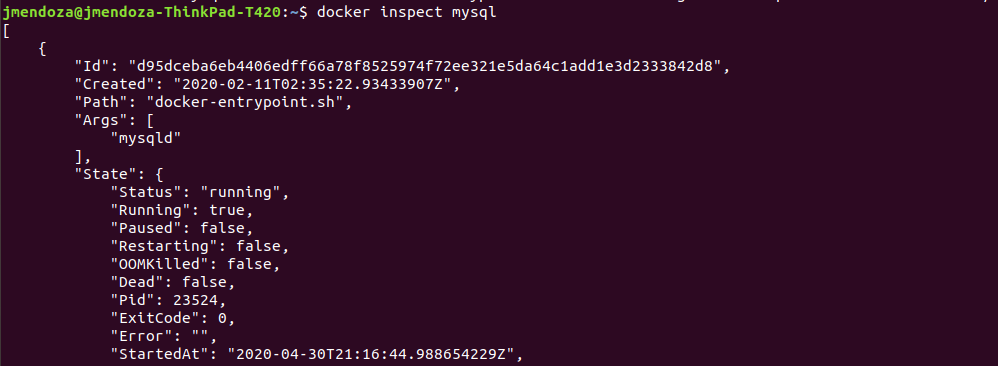 jmendoza@jmendoza-ThinkPad-T420:~$ docker inspect mysql
[
    {
        "Id": "d95dceba6eb4406edff66a78f8525974f72ee321e5da64c1add1e3d2333842d8",
        "Created": "2020-02-11T02:35:22.93433907Z",
        "Path": "docker-entrypoint.sh",
        "Args": [
            "mysqld"
        ],
        "State": {
            "Status": "running",
            "Running": true,
            "Paused": false,
            "Restarting": false,
            "OOMKilled": false,
            "Dead": false,
            "Pid": 23524,
            "ExitCode": 0,
            "Error": "",
            "StartedAt": "2020-04-30T21:16:44.988654229Z",